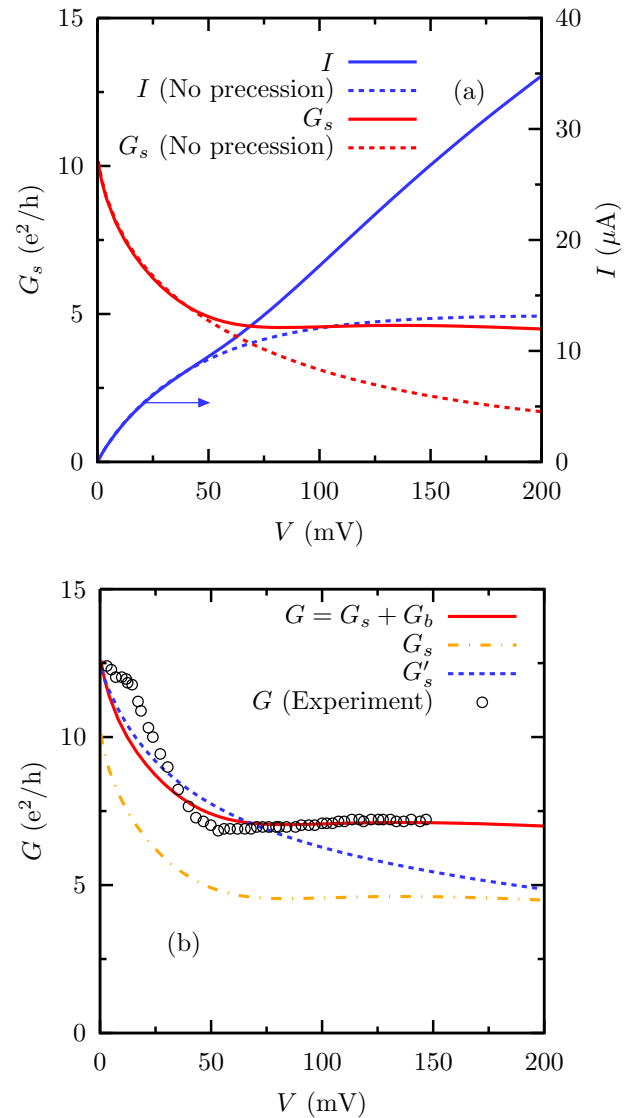 15
10
5
0
G_s (e²/h)
40
30
20
10
0
I (μA)
I
I (No precession)
G_s
G_s (No precession)
(a)
0 50 100 150 200
V (mV)
15
10
5
0
G (e²/h)
G = G_s + G_b
G_s
G′_s
G (Experiment)
(b)
0 50 100 150 200
V (mV)